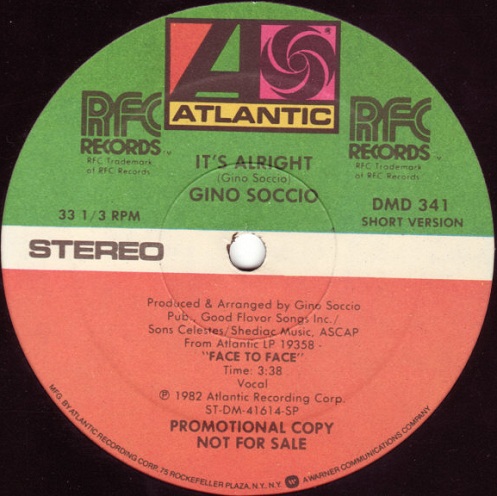 ATLANTIC
RFC
RECORDS™
RFC Trademark
of RFC Records
RFC
RECORDS™
RFC Trademark
of RFC Records
IT'S ALRIGHT
(Gino Soccio)
GINO SOCCIO
33 1/3 RPM
DMD 341
SHORT VERSION
STEREO
Produced & Arranged by Gino Soccio
Pub., Good Flavor Songs Inc./
Sons Celestes/Shediac Music, ASCAP
From Atlantic LP 19358 -
"FACE TO FACE"
Time: 3:38
Vocal
℗ 1982 Atlantic Recording Corp.
ST-DM-41614-SP
PROMOTIONAL COPY
NOT FOR SALE
MFG. BY ATLANTIC RECORDING CORP., 75 ROCKEFELLER PLAZA, N.Y. N.Y. A WARNER COMMUNICATIONS COMPANY